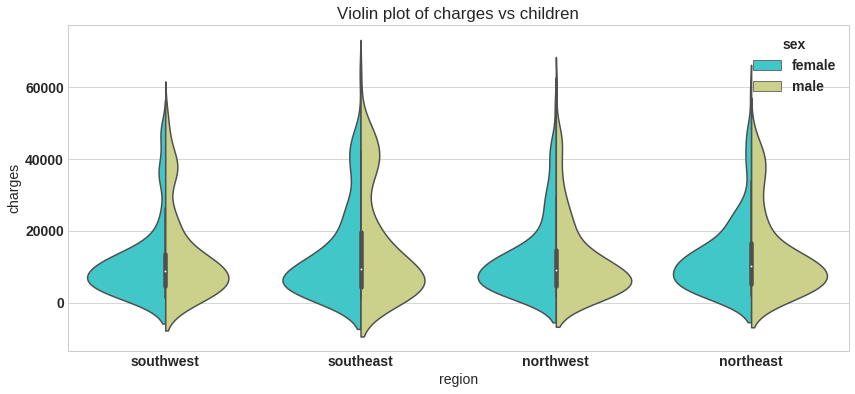 Violin plot of charges vs children
sex
female
male
60000
40000
20000
0
charges
southwest
southeast
northwest
northeast
region